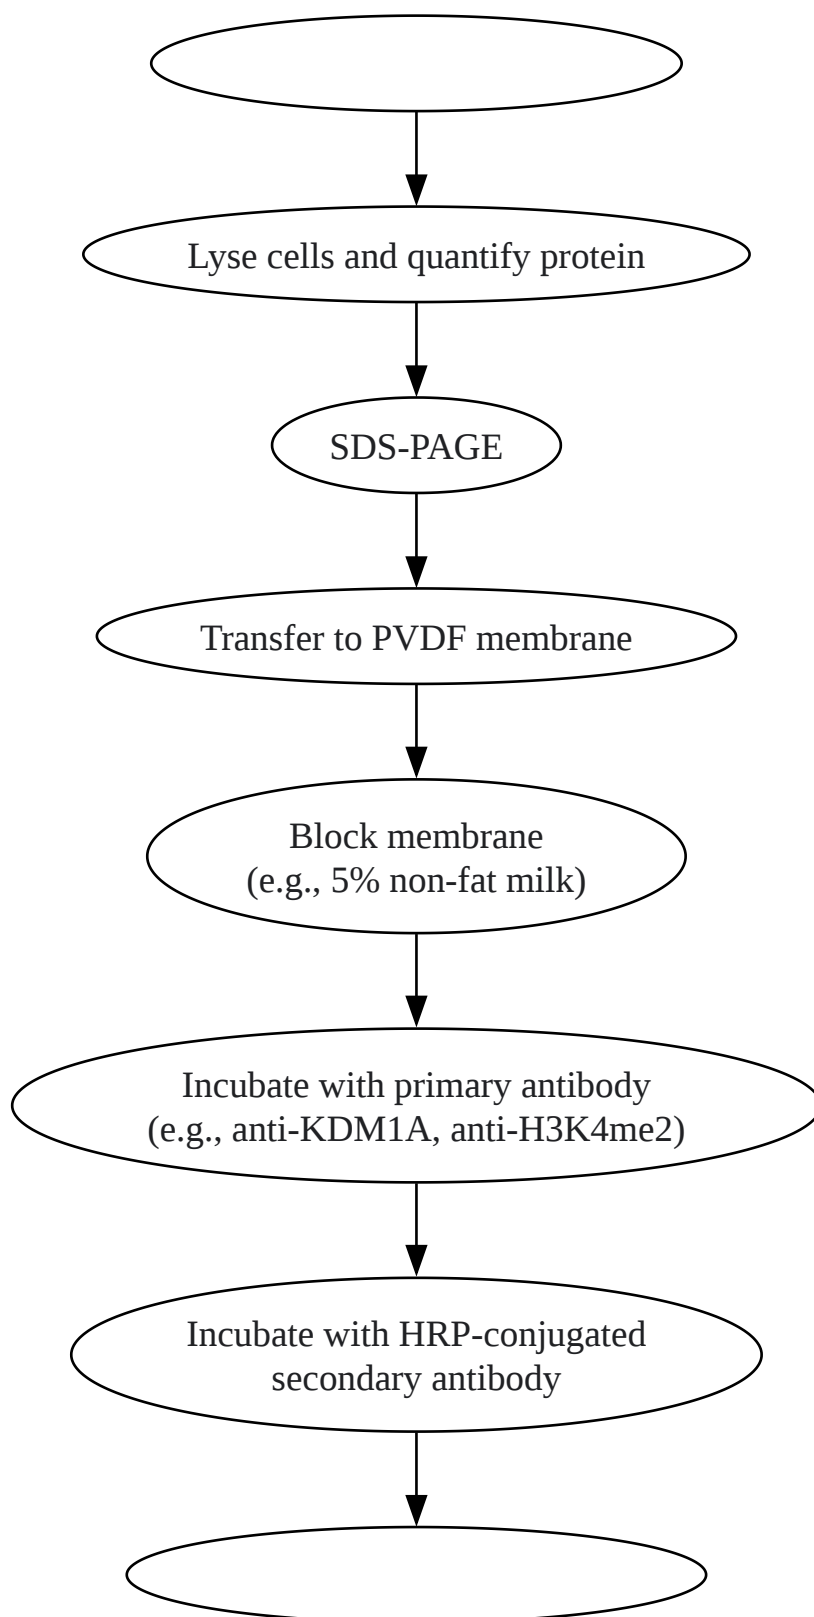 Lyse cells and quantify protein
SDS-PAGE
Transfer to PVDF membrane
Block membrane
(e.g., 5% non-fat milk)
Incubate with primary antibody
(e.g., anti-KDM1A, anti-H3K4me2)
Incubate with HRP-conjugated
secondary antibody